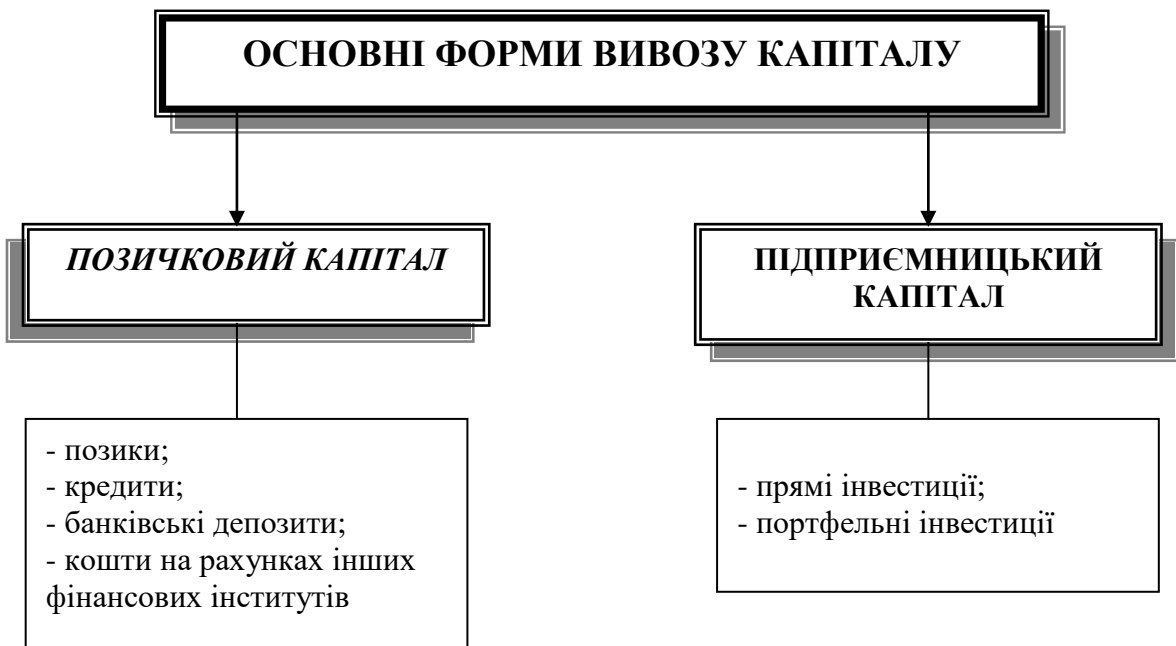 ОСНОВНІ ФОРМИ ВИВОЗУ КАПІТАЛУ
ПОЗИЧКОВИЙ КАПІТАЛ
ПІДПРИЄМНИЦЬКИЙ
КАПІТАЛ
- позики;
- кредити;
- банківські депозити;
- кошти на рахунках інших
фінансових інститутів
- прямі інвестиції;
- портфельні інвестиції